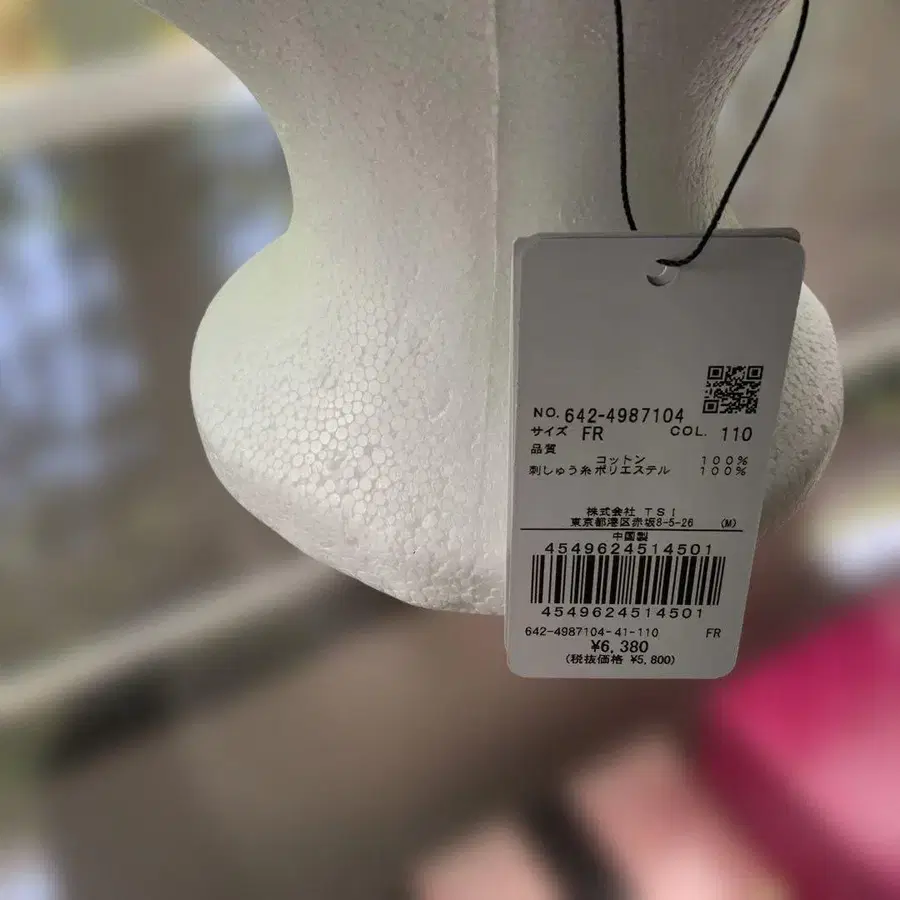 NO. 642-4987104
サイズ FR COL. 110
品質
コットン 100%
刺しゅう糸ポリエステル 100%
株式会社 TSI
東京都港区赤坂8-5-26 (M)
中国製
4549624514501
4549624514501
642-4987104-41-110 FR
¥6,380
(税抜価格 ¥5,800)